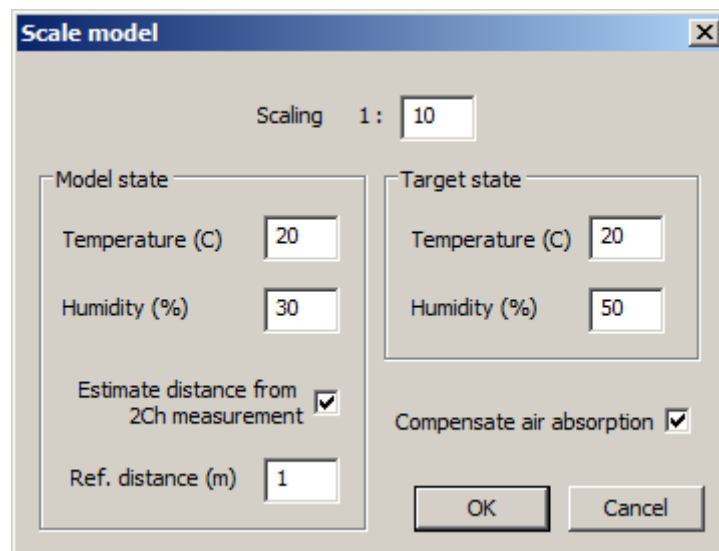 Scale model
Scaling 1 : 10
Model state
Temperature (C) 20
Humidity (%) 30
Estimate distance from
2Ch measurement
Ref. distance (m) 1
Target state
Temperature (C) 20
Humidity (%) 50
Compensate air absorption
OK Cancel